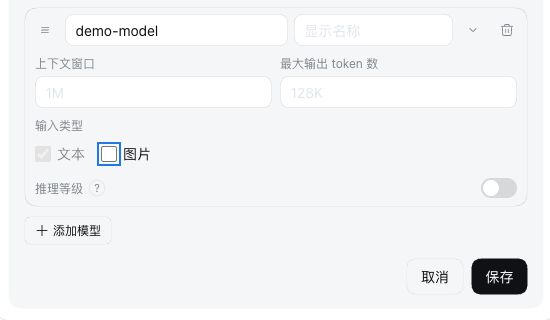 demo-model 显示名称
上下文窗口 最大输出 token 数
1M 128K
输入类型
文本 图片
推理等级 ?
+ 添加模型
取消 保存